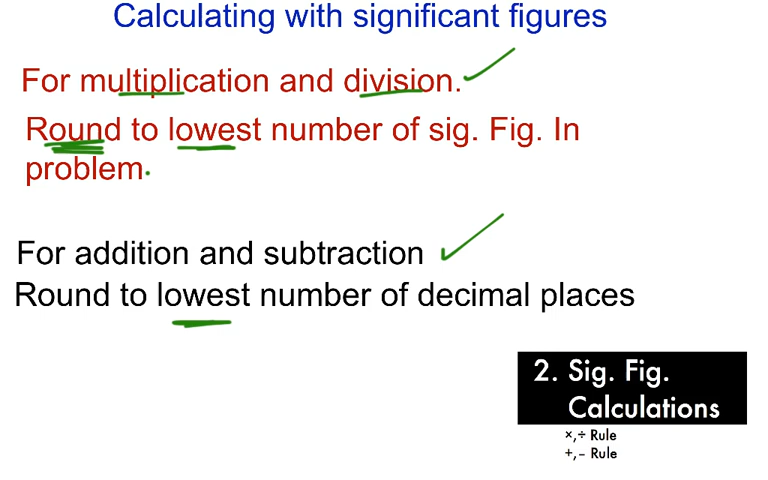 Calculating with significant figures
For multiplication and division.
Round to lowest number of sig. Fig. In
problem.
For addition and subtraction
Round to lowest number of decimal places
2. Sig. Fig.
Calculations
×,÷ Rule
+,– Rule